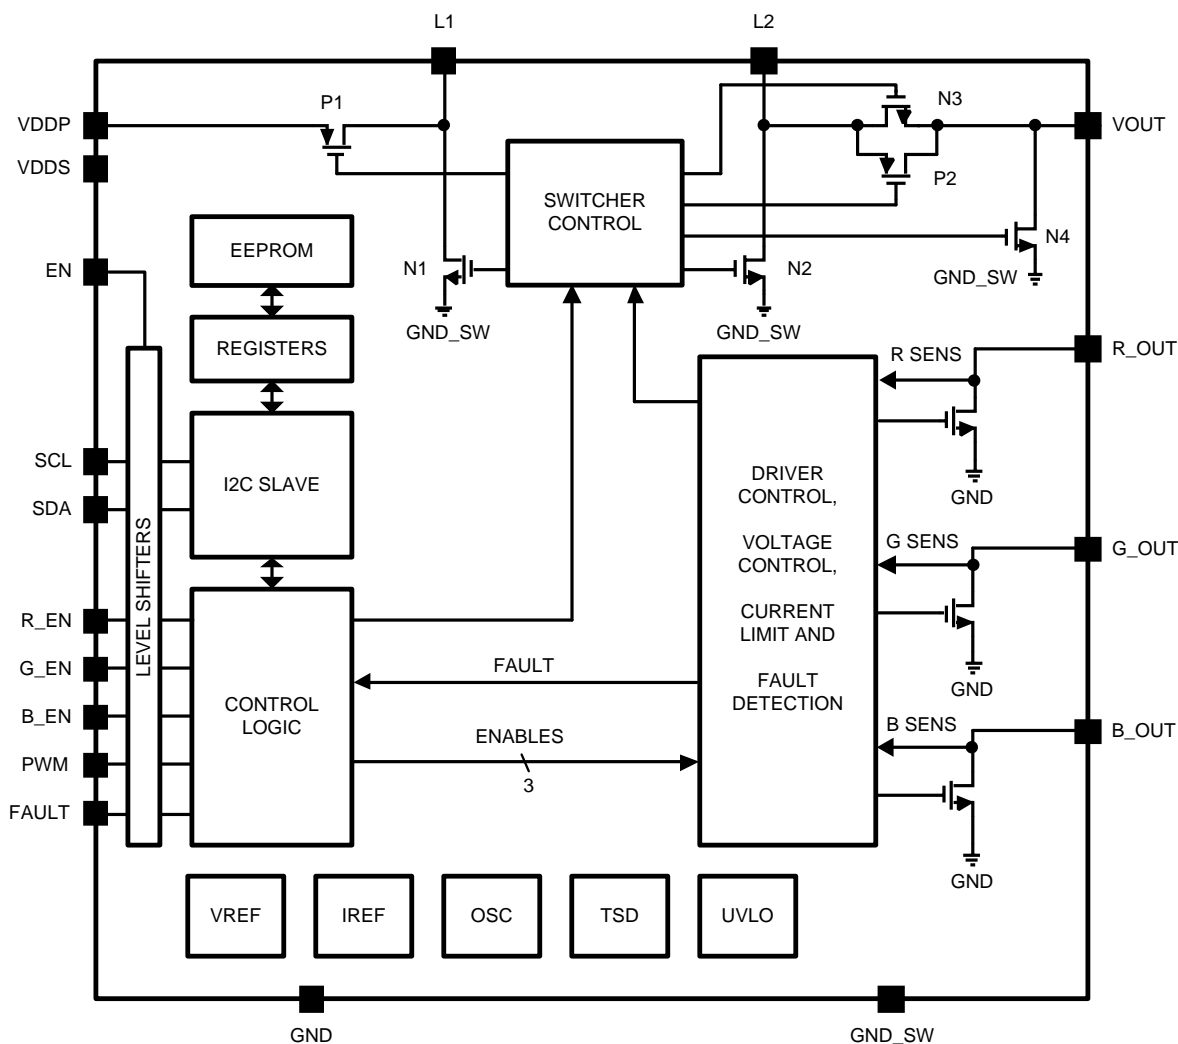 L1
L2
P1
N3
VDDP
VOUT
VDDS
P2
SWITCHER
CONTROL
EEPROM
N4
EN
N1
N2
GND_SW
GND_SW
GND_SW
REGISTERS
R SENS
R_OUT
SCL
I2C SLAVE
SDA
DRIVER
CONTROL,
VOLTAGE
CONTROL,
CURRENT
LIMIT AND
FAULT
DETECTION
GND
LEVEL SHIFTERS
G SENS
G_OUT
R_EN
G_EN
B_EN
PWM
FAULT
CONTROL
LOGIC
FAULT
ENABLES
3
GND
B SENS
B_OUT
GND
VREF
IREF
OSC
TSD
UVLO
GND
GND_SW